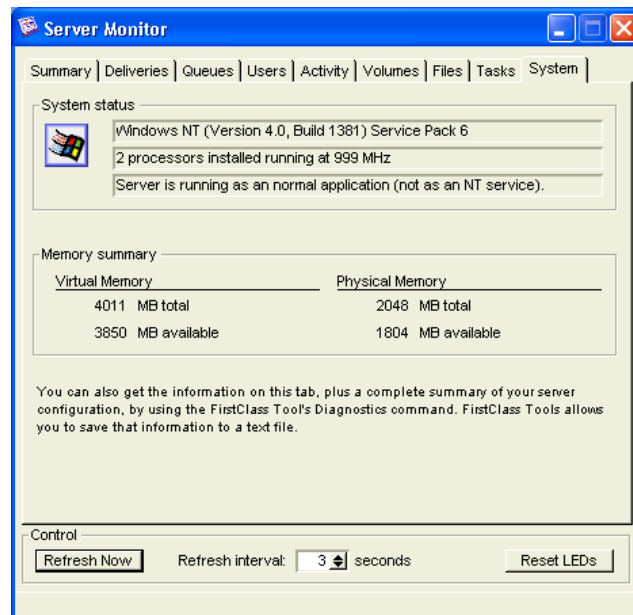 Server Monitor
Summary Deliveries Queues Users Activity Volumes Files Tasks System
System status
Windows NT (Version 4.0, Build 1381) Service Pack 6
2 processors installed running at 999 MHz
Server is running as an normal application (not as an NT service).
Memory summary
Virtual Memory Physical Memory
4011 MB total 2048 MB total
3850 MB available 1804 MB available
You can also get the information on this tab, plus a complete summary of your server
configuration, by using the FirstClass Tool's Diagnostics command. FirstClass Tools allows
you to save that information to a text file.
Control
Refresh Now Refresh interval: 3 seconds Reset LEDs